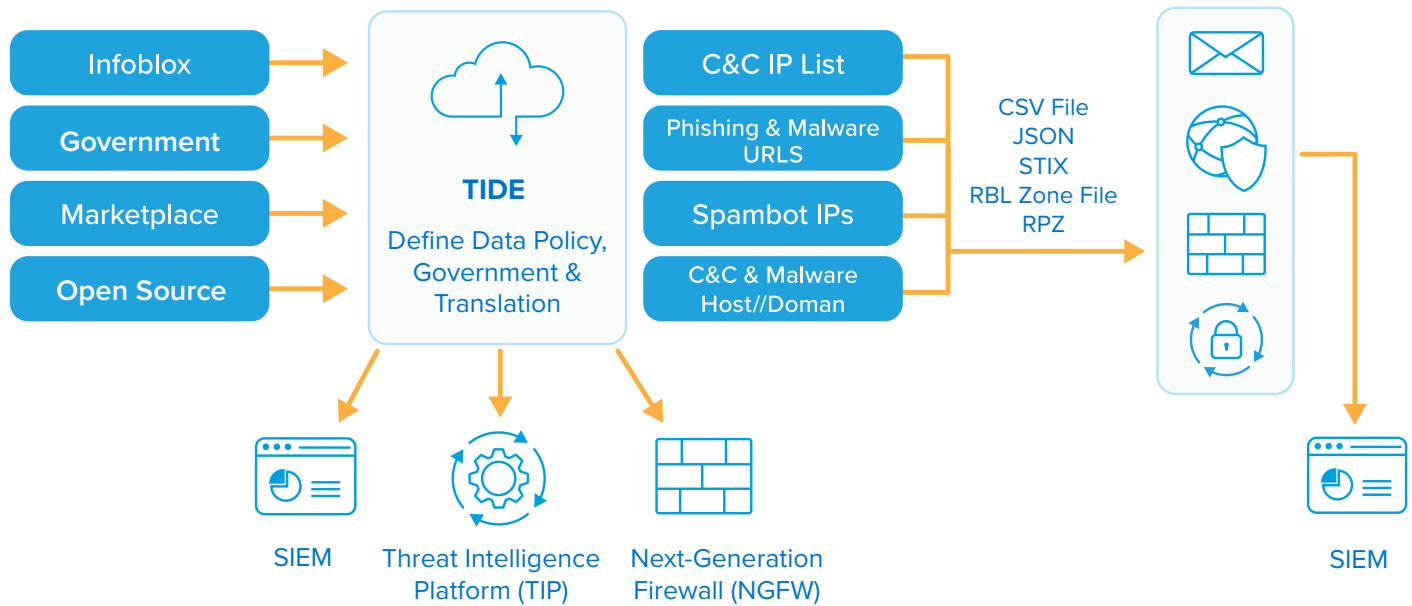 Infoblox
Government
Marketplace
Open Source
TIDE
Define Data Policy,
Government &
Translation
C&C IP List
Phishing & Malware
URLS
Spambot IPs
C&C & Malware
Host//Doman
CSV File
JSON
STIX
RBL Zone File
RPZ
SIEM
Threat Intelligence
Platform (TIP)
Next-Generation
Firewall (NGFW)
SIEM